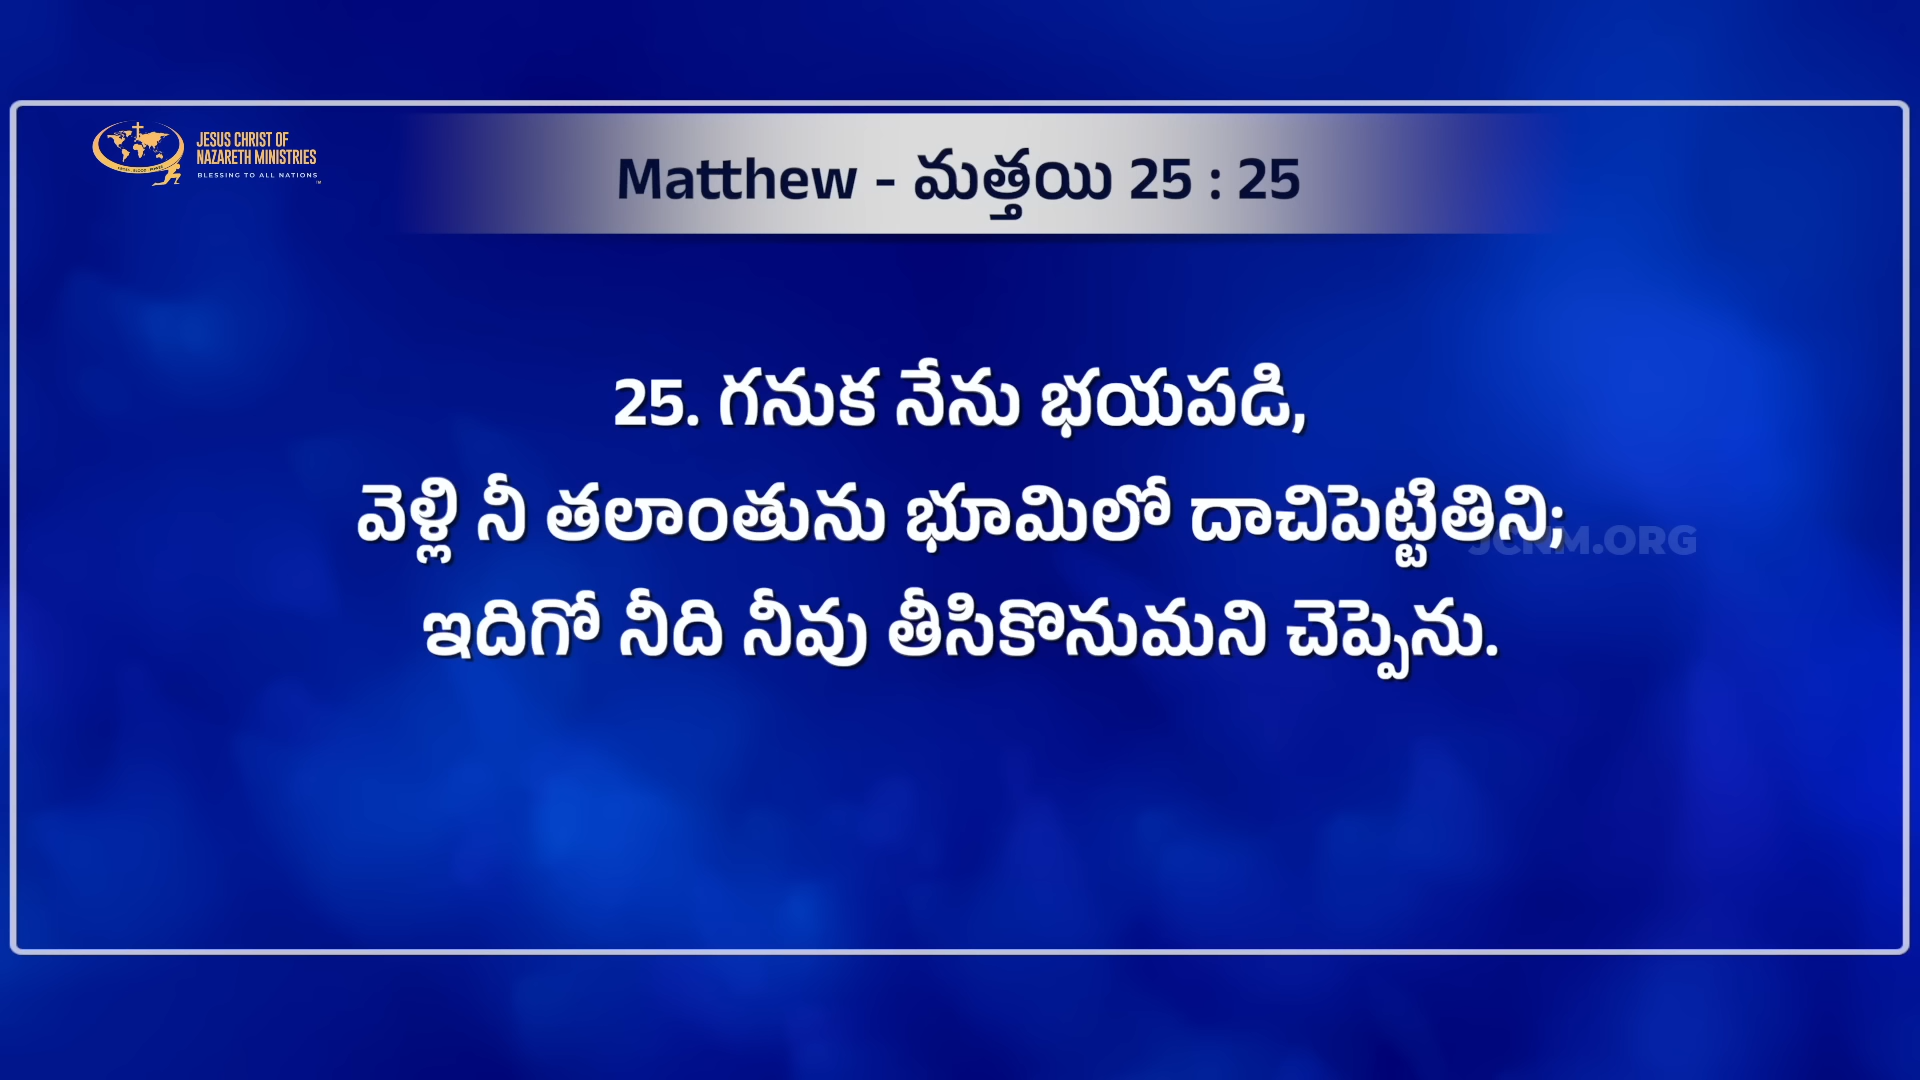 JESUS CHRIST OF
NAZARETH MINISTRIES
BLESSING TO ALL NATIONS
Matthew - మత్తయి 25 : 25
25. గనుక నేను భయపడి,
వెళ్లి నీ తలాంతును భూమిలో దాచిపెట్టితిని;
JCNM.ORG
ఇదిగో నీది నీవు తీసికొనుమని చెప్పెను.